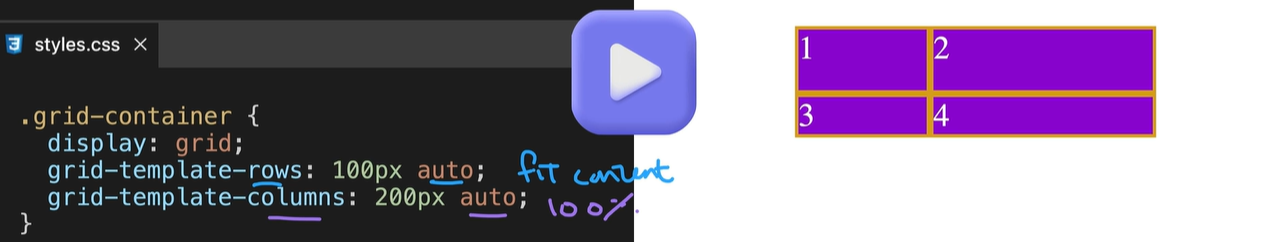 styles.css
.grid-container {
display: grid;
grid-template-rows: 100px auto; fit content
grid-template-columns: 200px auto; 100%
}
1 2
3 4